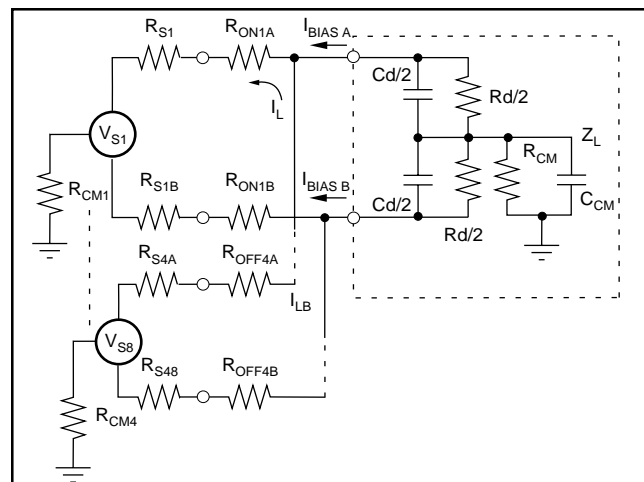 R_S1 R_ON1A I_BIAS A
Cd/2 Rd/2
I_L
V_S1 Z_L
R_CM1 R_S1B R_ON1B I_BIAS B R_CM
Cd/2 C_CM
Rd/2
R_S4A R_OFF4A
I_LB
V_S8
R_S48 R_OFF4B
R_CM4